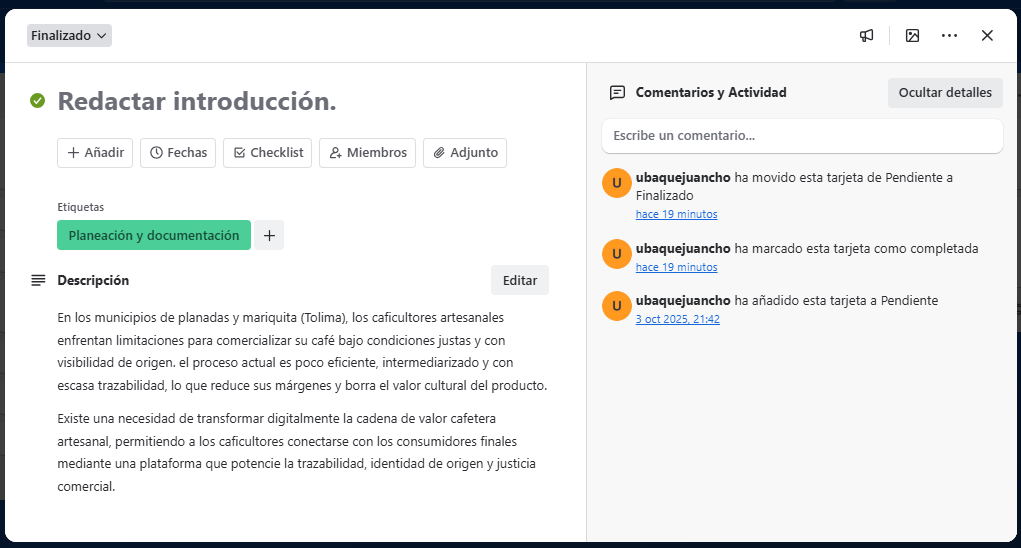 Finalizado
Redactar introducción.
Añadir
Fechas
Checklist
Miembros
Adjunto
Etiquetas
Planeación y documentación
Descripción
Editar
En los municipios de planadas y mariquita (Tolima), los caficultores artesanales
enfrentan limitaciones para comercializar su café bajo condiciones justas y con
visibilidad de origen. el proceso actual es poco eficiente, intermediarizado y con
escasa trazabilidad, lo que reduce sus márgenes y borra el valor cultural del producto.
Existe una necesidad de transformar digitalmente la cadena de valor cafetera
artesanal, permitiendo a los caficultores conectarse con los consumidores finales
mediante una plataforma que potencie la trazabilidad, identidad de origen y justicia
comercial.
Comentarios y Actividad
Ocultar detalles
Escribe un comentario...
U
ubaquejuancho ha movido esta tarjeta de Pendiente a
Finalizado
hace 19 minutos
U
ubaquejuancho ha marcado esta tarjeta como completada
hace 19 minutos
U
ubaquejuancho ha añadido esta tarjeta a Pendiente
3 oct 2025, 21:42